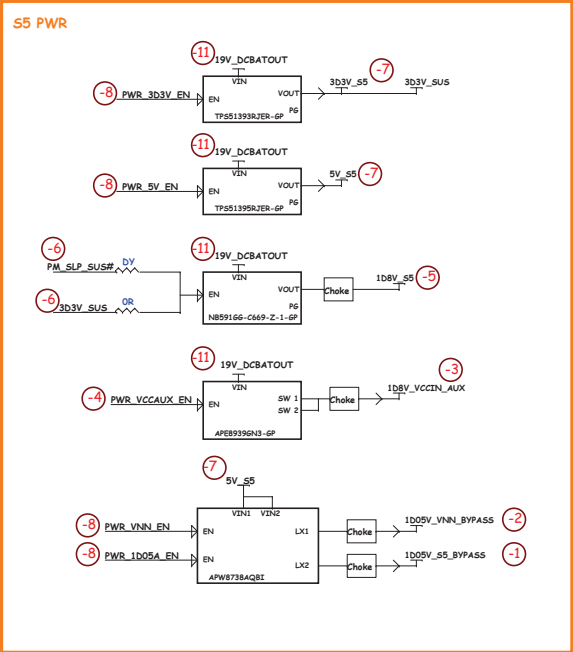 S5 PWR
-11
19V_DCBATOUT
VIN
-8
PWR_3D3V_EN
EN
VOUT
PG
TPS51393RJER-GP
3D3V_S5
-7
3D3V_SUS
-11
19V_DCBATOUT
VIN
-8
PWR_5V_EN
EN
VOUT
PG
TPS51395RJER-GP
5V_S5
-7
-6
PM_SLP_SUS#
DY
-6
3D3V_SUS
0R
-11
19V_DCBATOUT
VIN
EN
VOUT
PG
NB591GG-C669-Z-1-GP
Choke
1D8V_S5
-5
-11
19V_DCBATOUT
VIN
-4
PWR_VCCAUX_EN
EN
SW 1
SW 2
APE8939GN3-GP
Choke
-3
1D8V_VCCIN_AUX
-7
5V_S5
VIN1 VIN2
-8
PWR_VNN_EN
EN
LX1
Choke
1D05V_VNN_BYPASS
-2
-8
PWR_1D05A_EN
EN
LX2
Choke
1D05V_S5_BYPASS
-1
APW8738AQBI